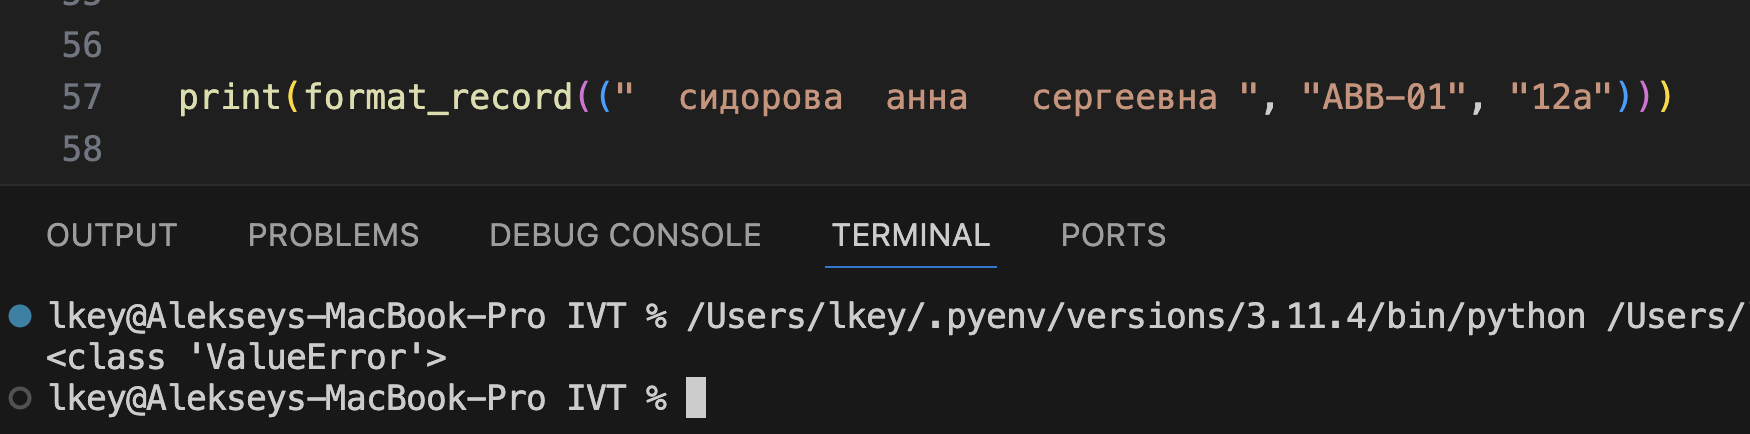 56
57 print(format_record(("  сидорова  анна   сергеевна ", "ABB-01", "12a")))
58
OUTPUT PROBLEMS DEBUG CONSOLE TERMINAL PORTS
lkey@Alekseys-MacBook-Pro IVT % /Users/lkey/.pyenv/versions/3.11.4/bin/python /Users/
<class 'ValueError'>
lkey@Alekseys-MacBook-Pro IVT %